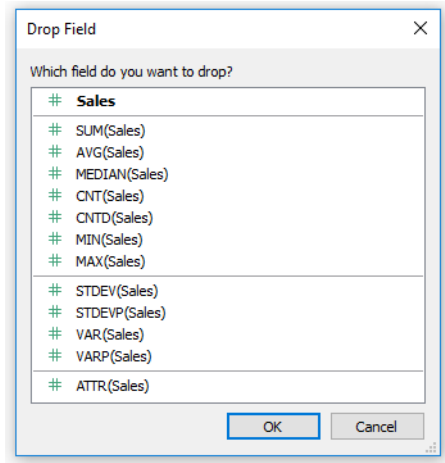 Drop Field
Which field do you want to drop?
# Sales
# SUM(Sales)
# AVG(Sales)
# MEDIAN(Sales)
# CNT(Sales)
# CNTD(Sales)
# MIN(Sales)
# MAX(Sales)
# STDEV(Sales)
# STDEVP(Sales)
# VAR(Sales)
# VARP(Sales)
# ATTR(Sales)
OK Cancel